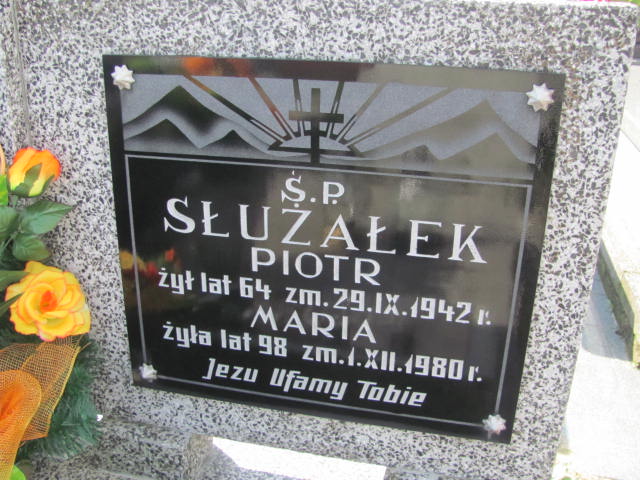 Ś.P.
SŁUŻAŁEK
PIOTR
żył lat 64 zm. 29.IX.1942 r.
MARIA
żyła lat 98 zm. 1.XII.1980 r.
Jezu Ufamy Tobie